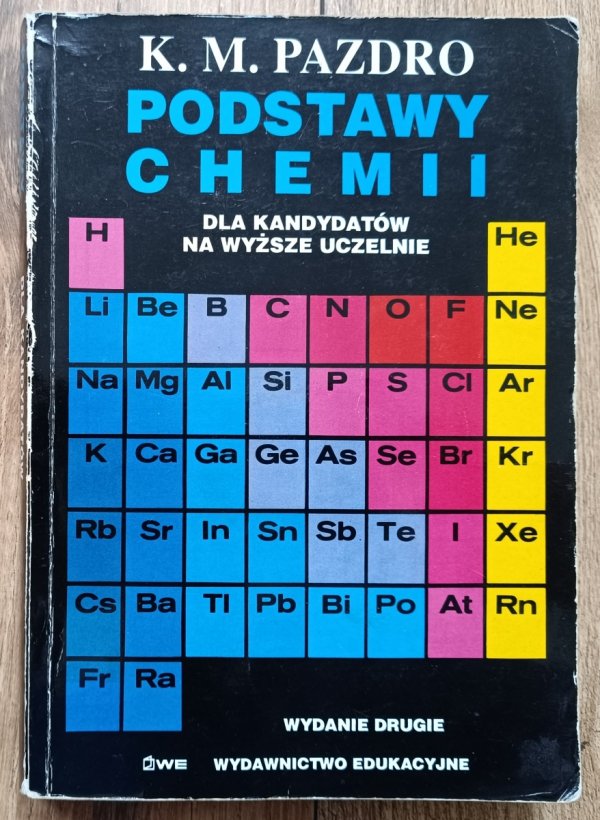 K. M. PAZDRO
PODSTAWY
CHEMII
DLA KANDYDATÓW
NA WYŻSZE UCZELNIE
H He
Li Be B C N O F Ne
Na Mg Al Si P S Cl Ar
K Ca Ga Ge As Se Br Kr
Rb Sr In Sn Sb Te I Xe
Cs Ba Tl Pb Bi Po At Rn
Fr Ra
WYDANIE DRUGIE
WE WYDAWNICTWO EDUKACYJNE